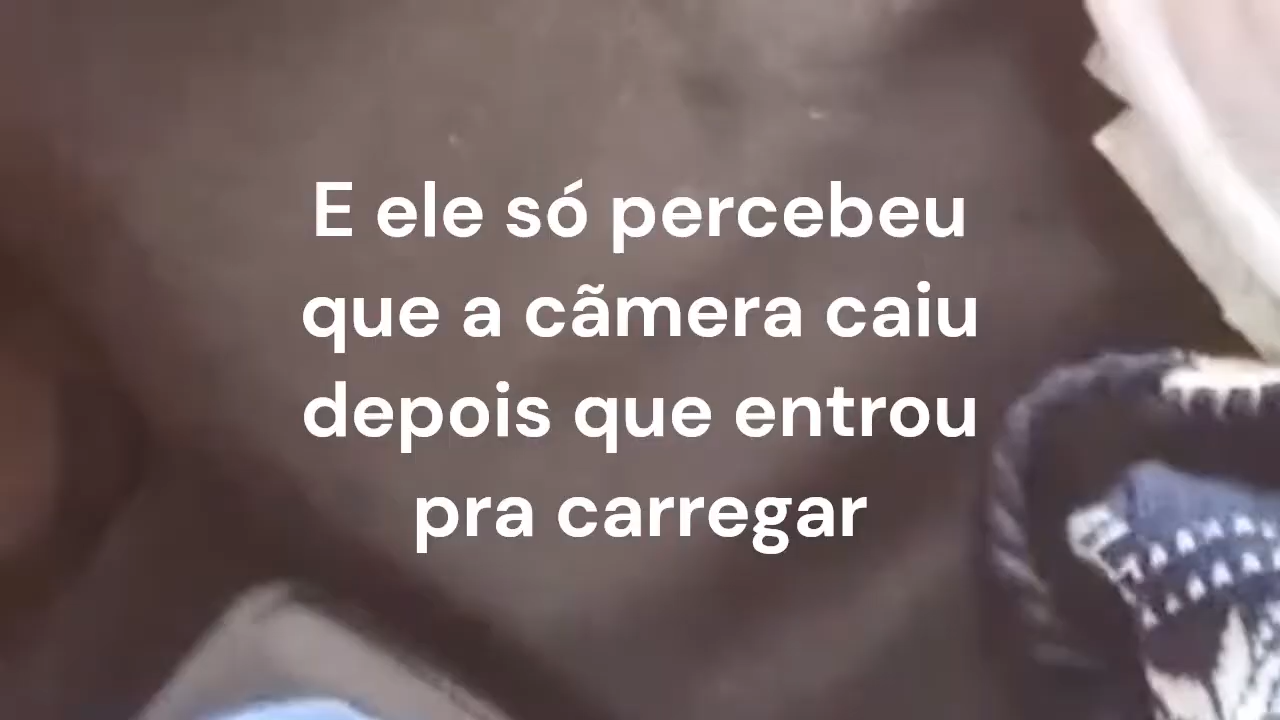 E ele só percebeu
que a cãmera caiu
depois que entrou
pra carregar